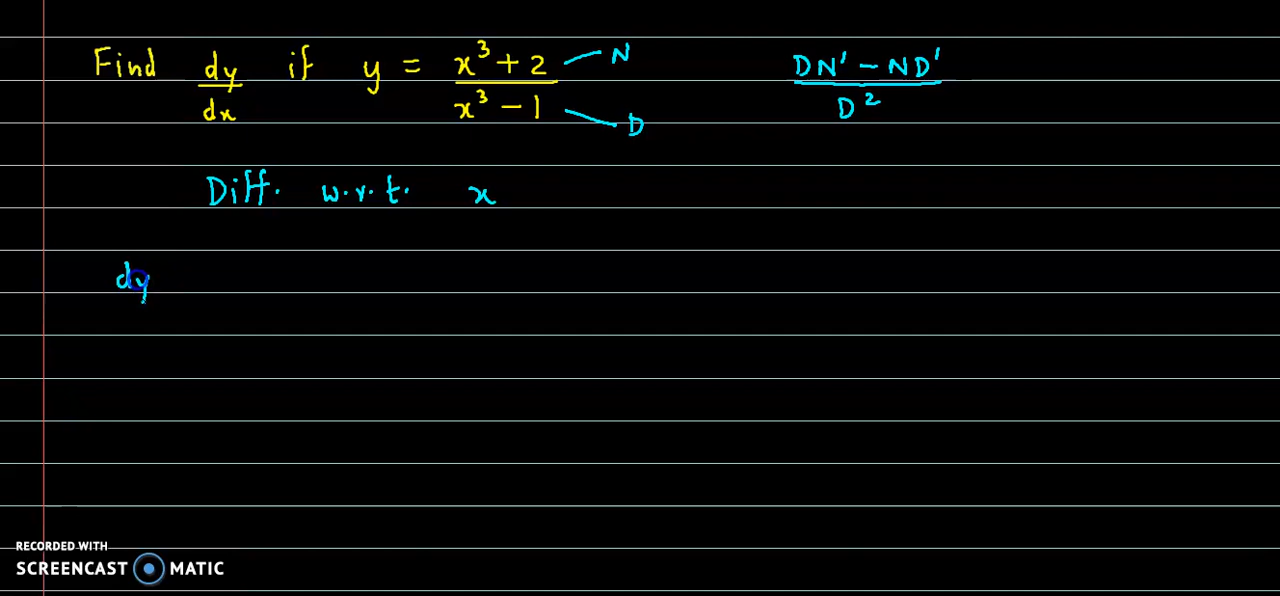 Find dy/dx if y = x³ + 2 / x³ - 1
N
D
DN' - ND' / D²
Diff. w.r.t. x
dy
RECORDED WITH
SCREENCAST MATIC